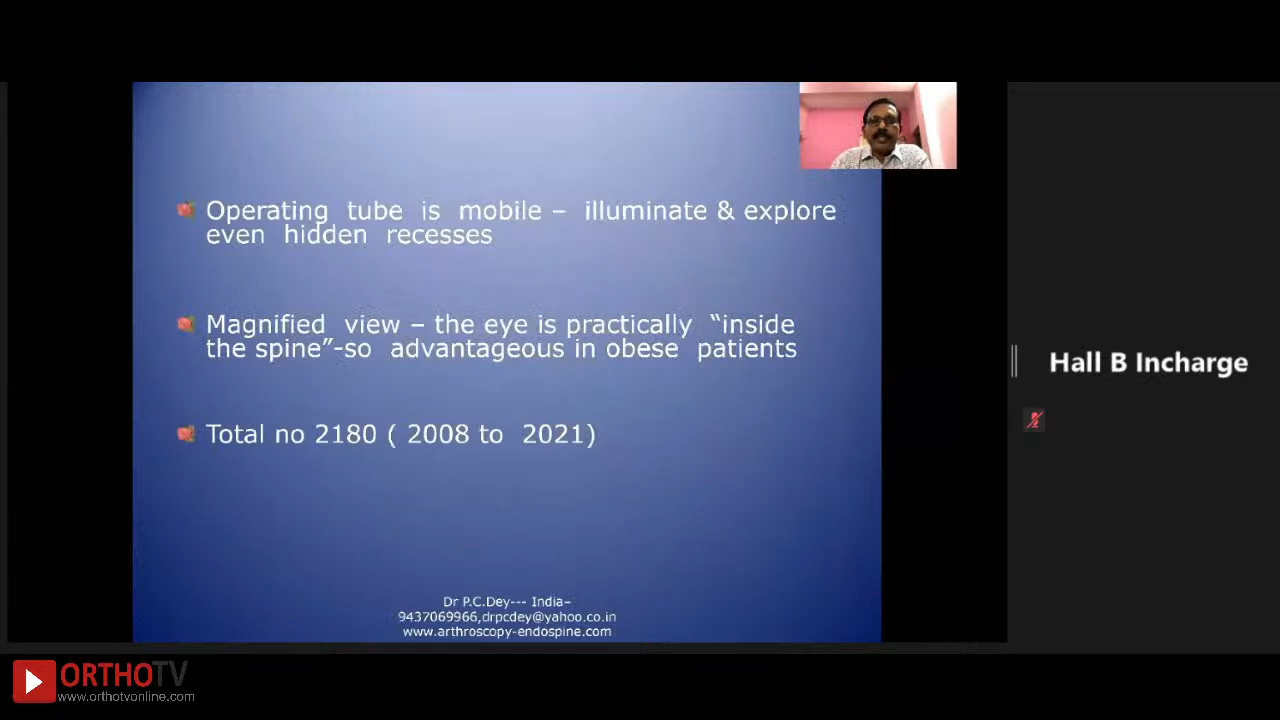 Operating tube is mobile – illuminate & explore
even hidden recesses
Magnified view – the eye is practically “inside
the spine”-so advantageous in obese patients
Total no 2180 ( 2008 to 2021)
Dr P.C.Dey--- India–
9437069966,drpcdey@yahoo.co.in
www.arthroscopy-endospine.com
Hall B Incharge
ORTHOTV
www.orthotvonline.com